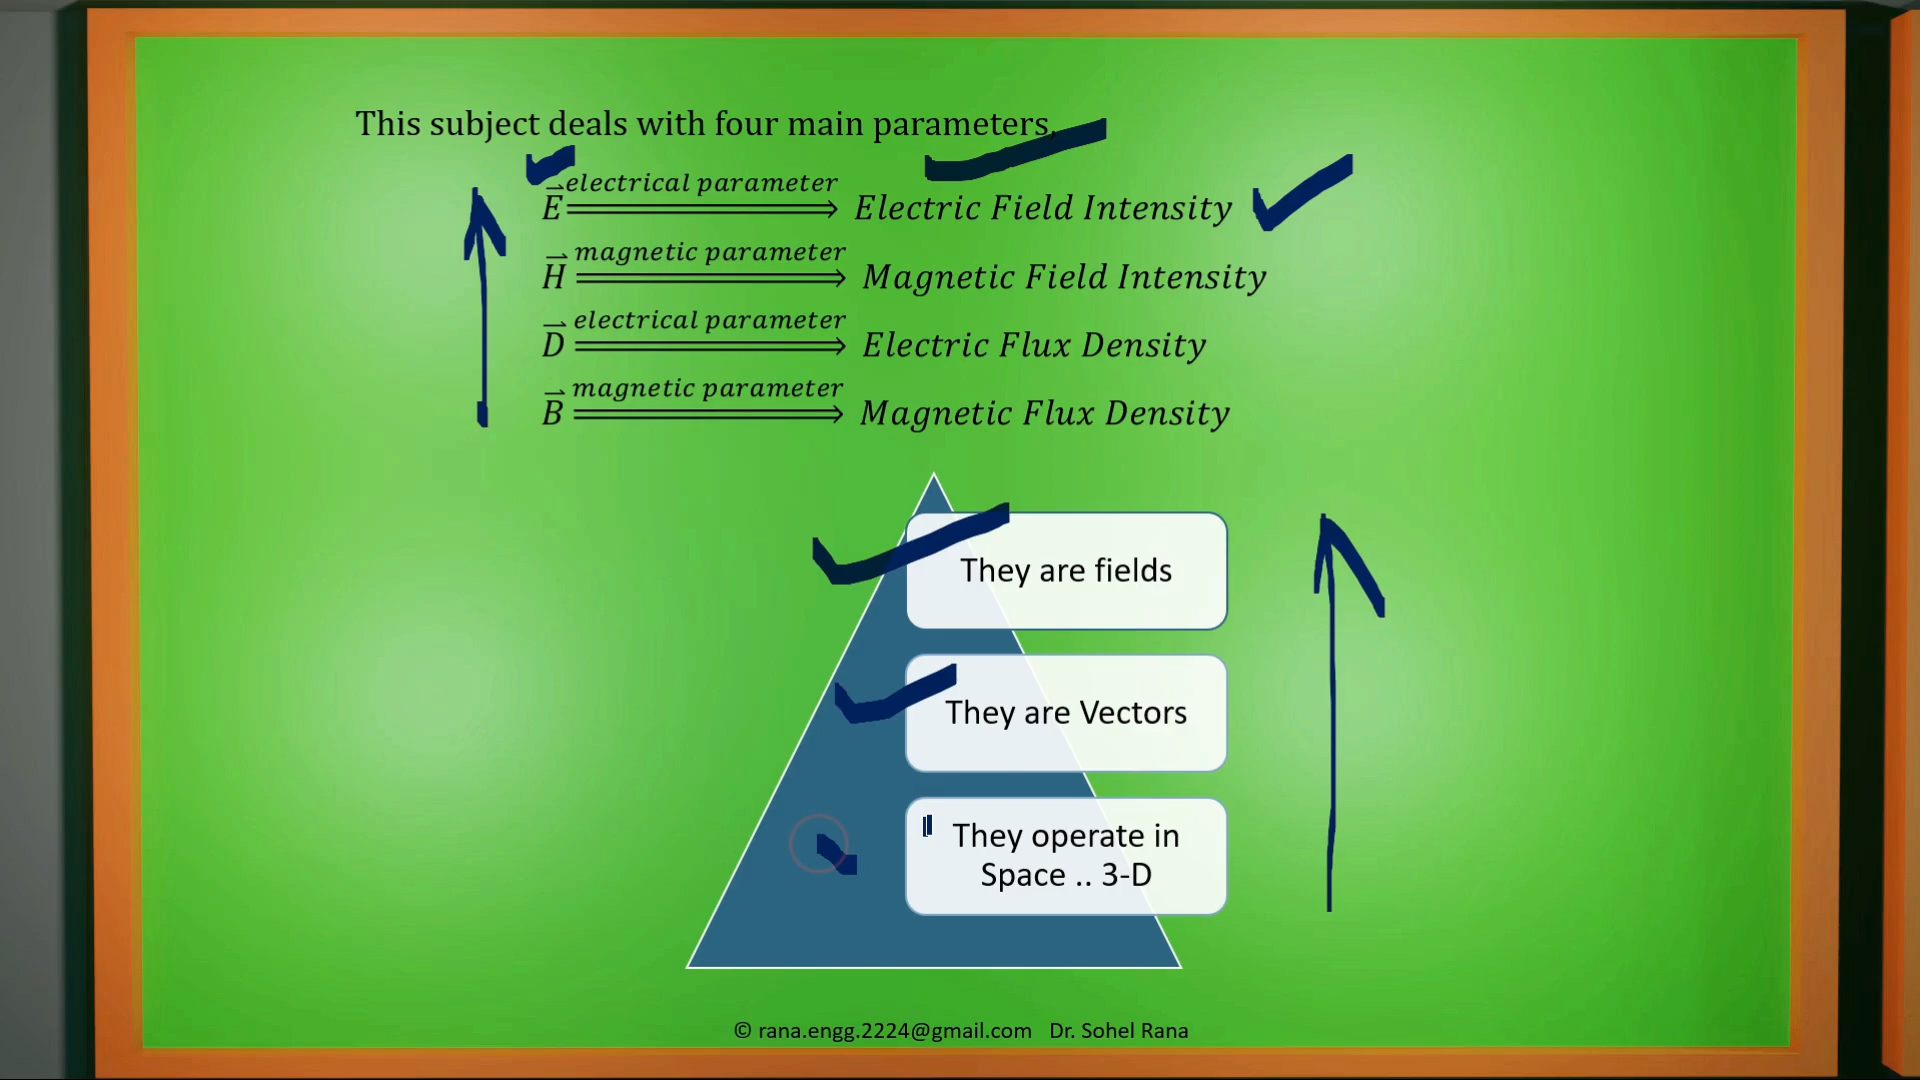 This subject deals with four main parameters,
E⃗ electrical parameter ⟹ Electric Field Intensity
H⃗ magnetic parameter ⟹ Magnetic Field Intensity
D⃗ electrical parameter ⟹ Electric Flux Density
B⃗ magnetic parameter ⟹ Magnetic Flux Density
They are fields
They are Vectors
They operate in
Space .. 3-D
© rana.engg.2224@gmail.com Dr. Sohel Rana